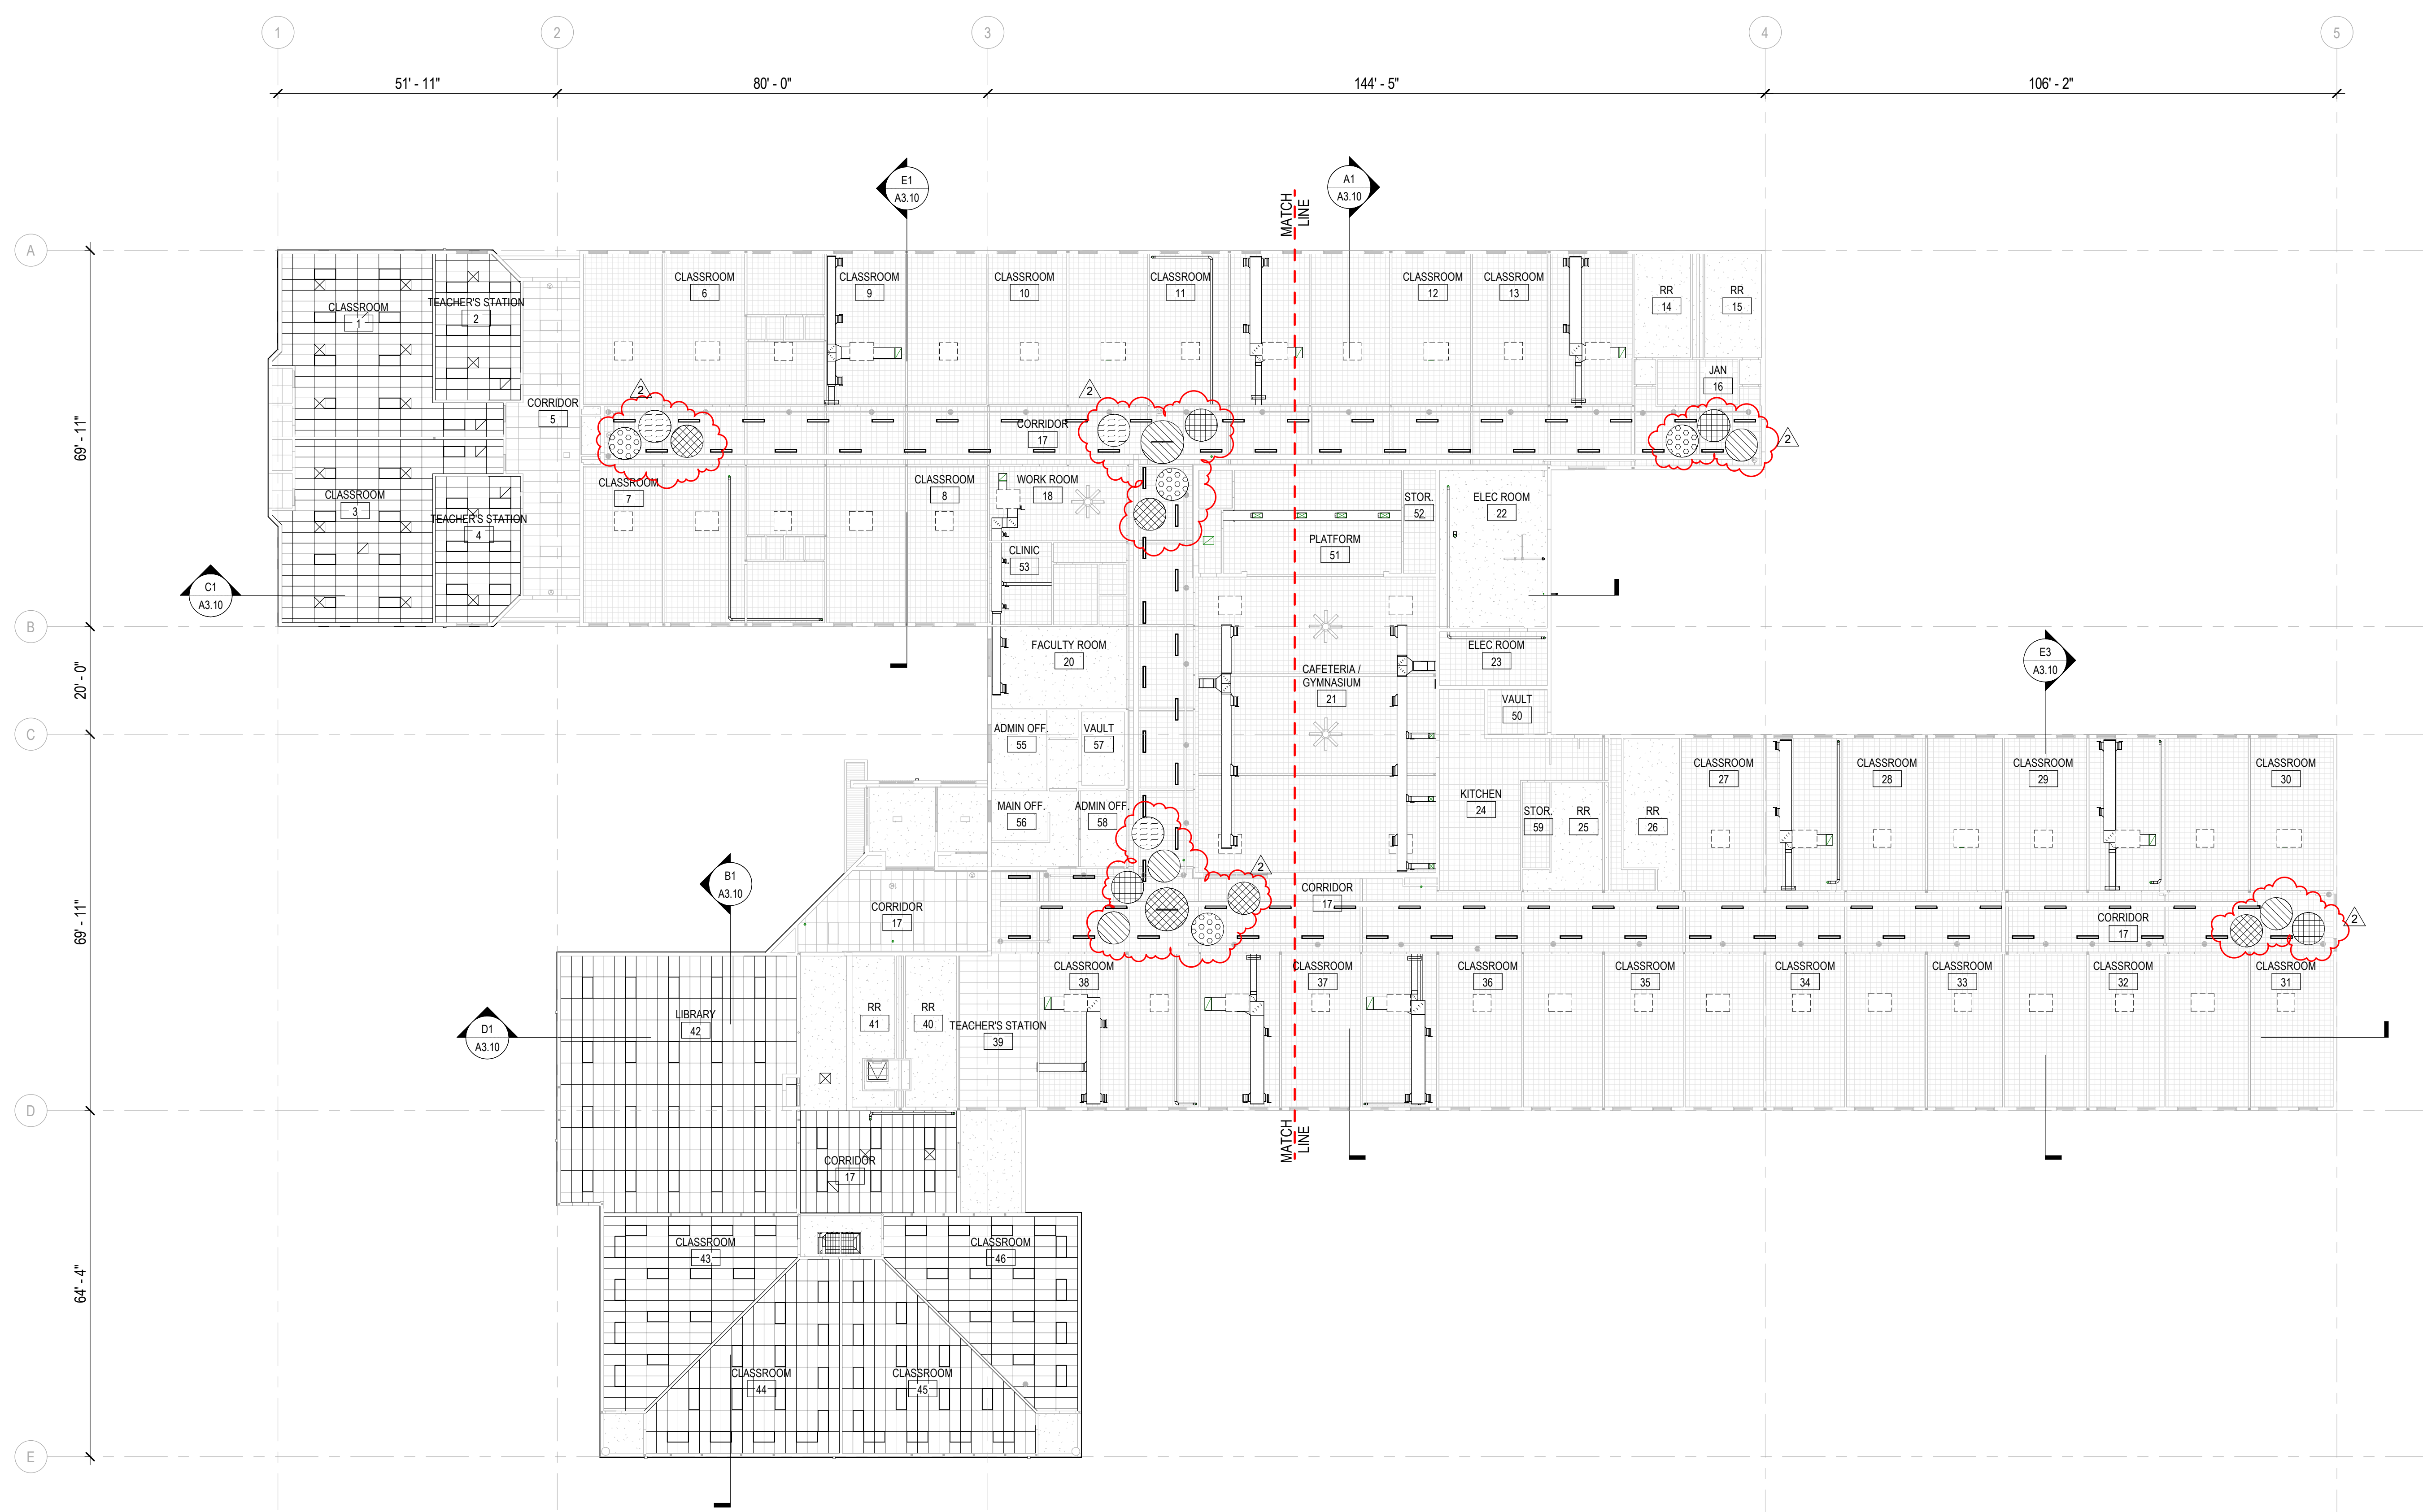 1
2
3
4
5
51' - 11"
80' - 0"
144' - 5"
106' - 2"
E1
A3.10
A1
A3.10
MATCH
LINE
A
CLASSROOM
1
TEACHER'S STATION
2
CLASSROOM
6
CLASSROOM
9
CLASSROOM
10
CLASSROOM
11
CLASSROOM
12
CLASSROOM
13
RR
14
RR
15
JAN
16
2
2
2
CORRIDOR
5
CORRIDOR
17
69' - 11"
CLASSROOM
3
TEACHER'S STATION
4
CLASSROOM
7
CLASSROOM
8
WORK ROOM
18
STOR.
52
ELEC ROOM
22
PLATFORM
51
CLINIC
53
C1
A3.10
B
20' - 0"
FACULTY ROOM
20
ELEC ROOM
23
E3
A3.10
CAFETERIA /
GYMNASIUM
21
VAULT
50
C
ADMIN OFF.
55
VAULT
57
CLASSROOM
27
CLASSROOM
28
CLASSROOM
29
CLASSROOM
30
MAIN OFF.
56
ADMIN OFF.
58
KITCHEN
24
STOR.
59
RR
25
RR
26
2
B1
A3.10
CORRIDOR
17
CORRIDOR
17
CORRIDOR
17
2
69' - 11"
CLASSROOM
38
CLASSROOM
37
CLASSROOM
36
CLASSROOM
35
CLASSROOM
34
CLASSROOM
33
CLASSROOM
32
CLASSROOM
31
D1
A3.10
LIBRARY
42
RR
41
RR
40
TEACHER'S STATION
39
D
MATCH
LINE
CORRIDOR
17
64' - 4"
CLASSROOM
43
CLASSROOM
46
CLASSROOM
44
CLASSROOM
45
E